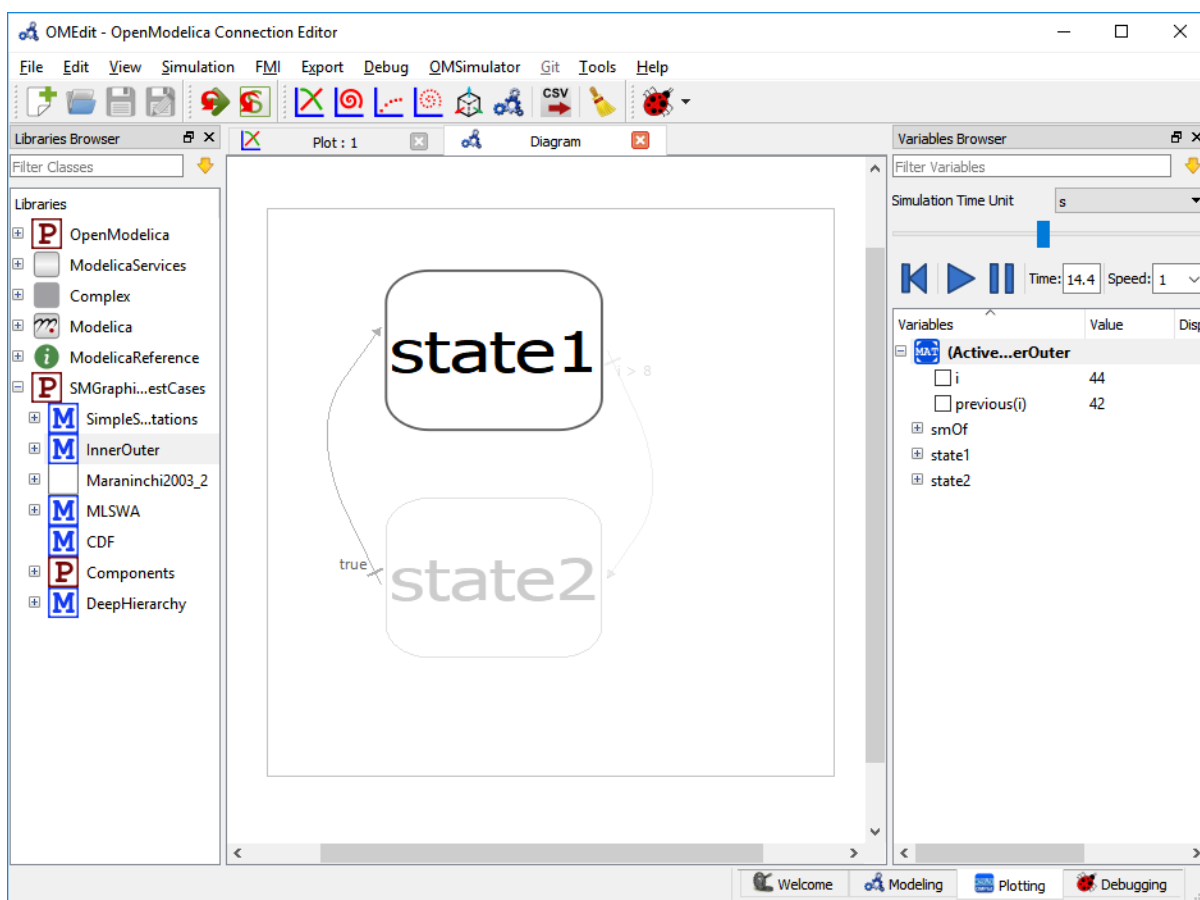 OMEdit - OpenModelica Connection Editor
File Edit View Simulation FMI Export Debug OMSimulator Git Tools Help
CSV
Libraries Browser
Filter Classes
Libraries
P OpenModelica
ModelicaServices
Complex
Modelica
i ModelicaReference
P SMGraphi...estCases
M SimpleS...tations
M InnerOuter
Maraninchi2003_2
M MLSWA
M CDF
P Components
M DeepHierarchy
Plot : 1
Diagram
state1
i > 8
true
state2
Variables Browser
Filter Variables
Simulation Time Unit s
Time: 14.4 Speed: 1
Variables Value Disp
MAT (Active...erOuter
i 44
previous(i) 42
smOf
state1
state2
Welcome Modeling Plotting Debugging